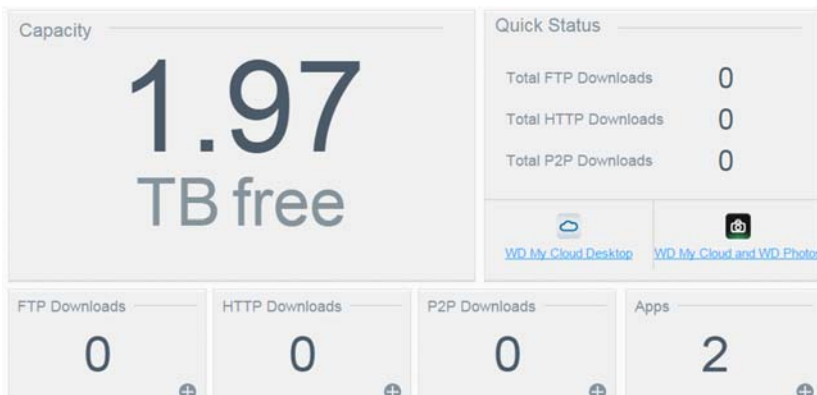 Capacity
1.97
TB free
Quick Status
Total FTP Downloads 0
Total HTTP Downloads 0
Total P2P Downloads 0
WD My Cloud Desktop
WD My Cloud and WD Photos
FTP Downloads
0
HTTP Downloads
0
P2P Downloads
0
Apps
2